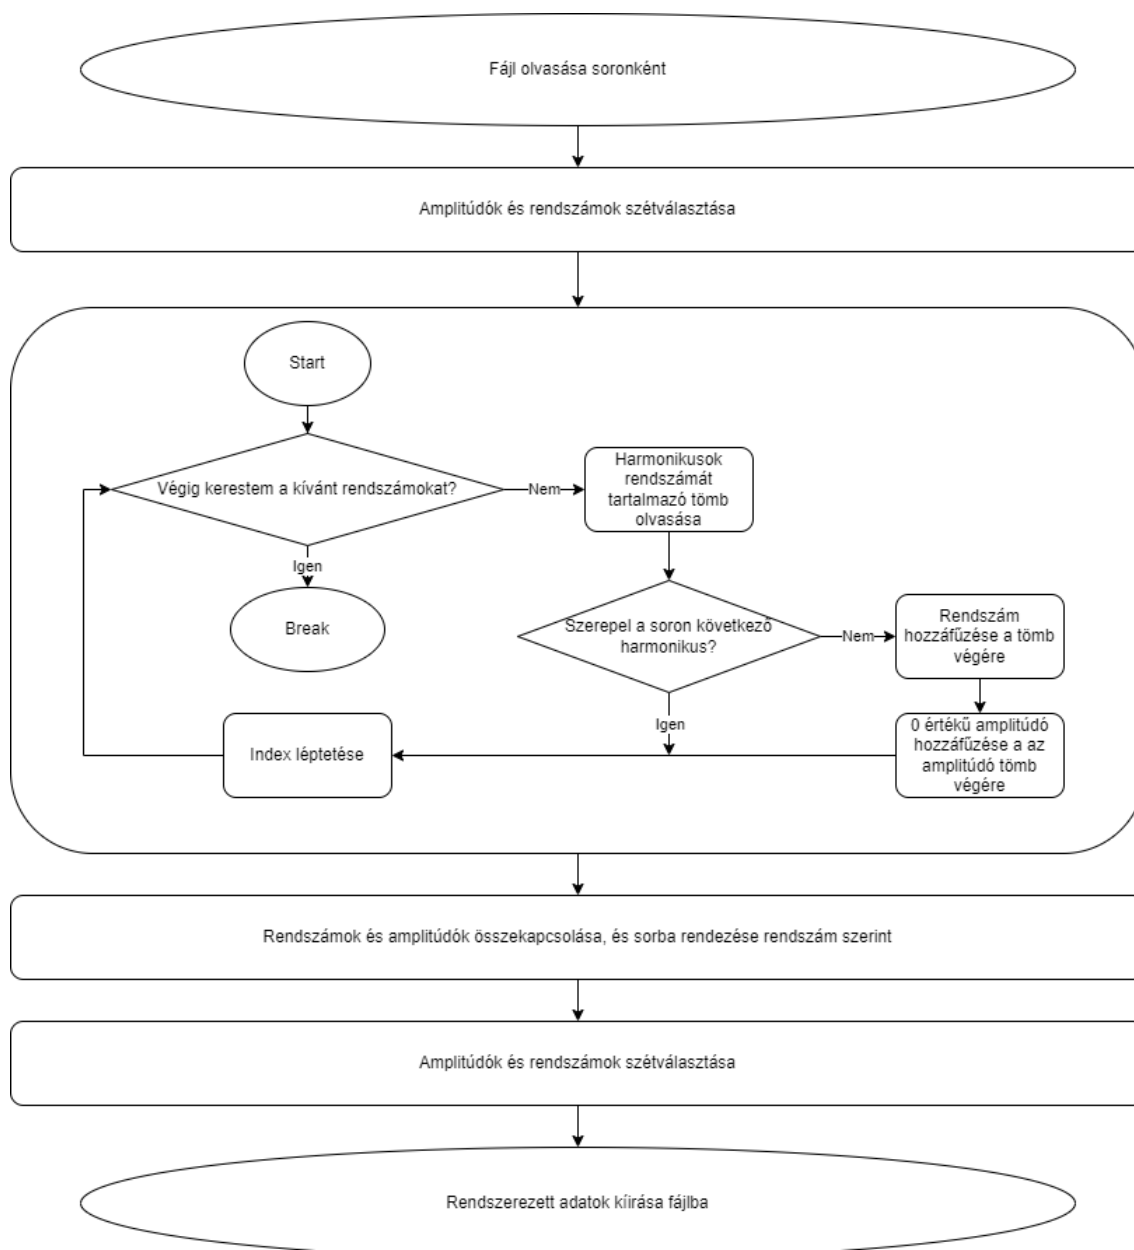 Fájl olvasása soronként
Amplitúdók és rendszámok szétválasztása
Start
Végig kerestem a kívánt rendszámokat?
Nem
Harmonikusok
rendszámát
tartalmazó tömb
olvasása
Igen
Break
Szerepel a soron következő
harmonikus?
Nem
Rendszám
hozzáfűzése a tömb
végére
Igen
0 értékű amplitúdó
hozzáfűzése a az
amplitúdó tömb
végére
Index léptetése
Rendszámok és amplitúdók összekapcsolása, és sorba rendezése rendszám szerint
Amplitúdók és rendszámok szétválasztása
Rendszerezett adatok kíirása fájlba